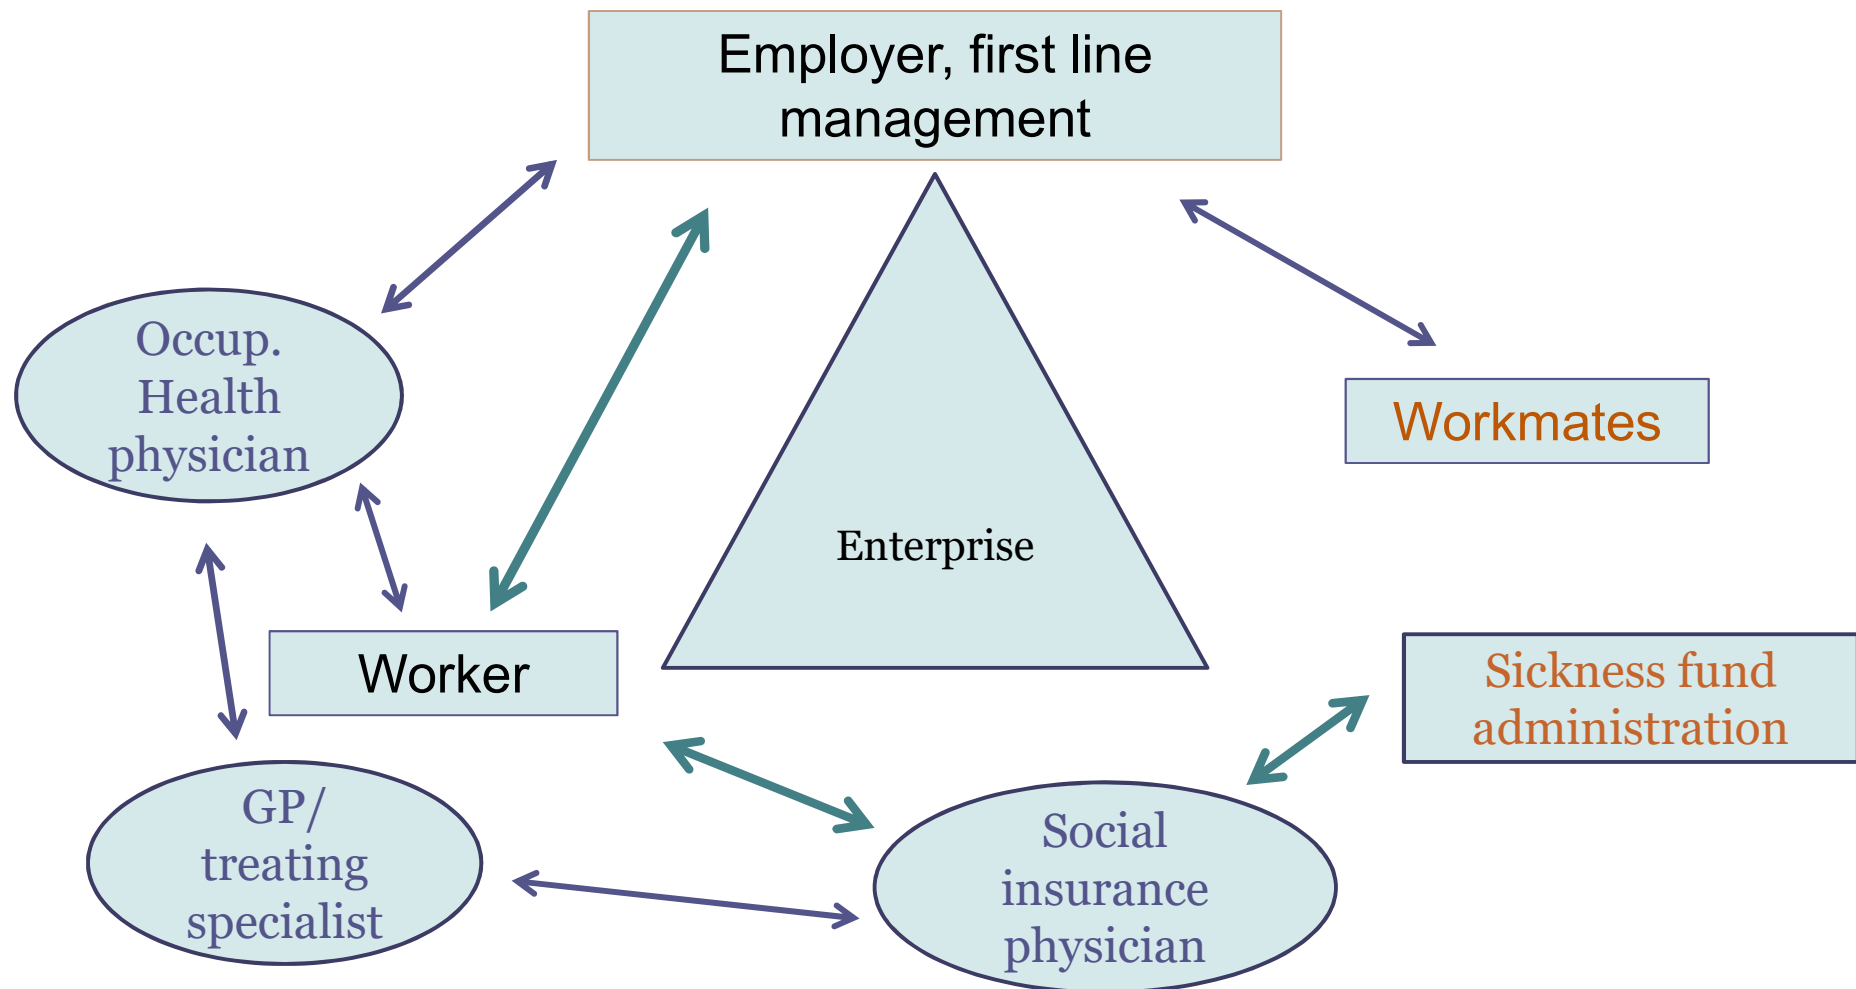 Employer, first line
management
Occup.
Health
physician
Workmates
Enterprise
Worker
Sickness fund
administration
GP/
treating
specialist
Social
insurance
physician